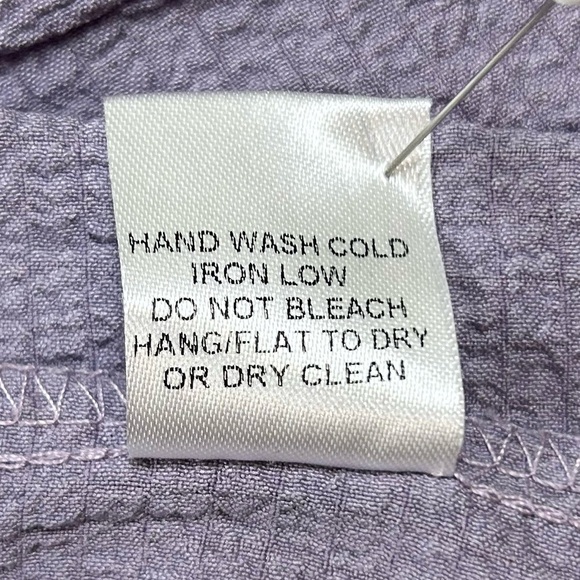 HAND WASH COLD
IRON LOW
DO NOT BLEACH
HANG/FLAT TO DRY
OR DRY CLEAN